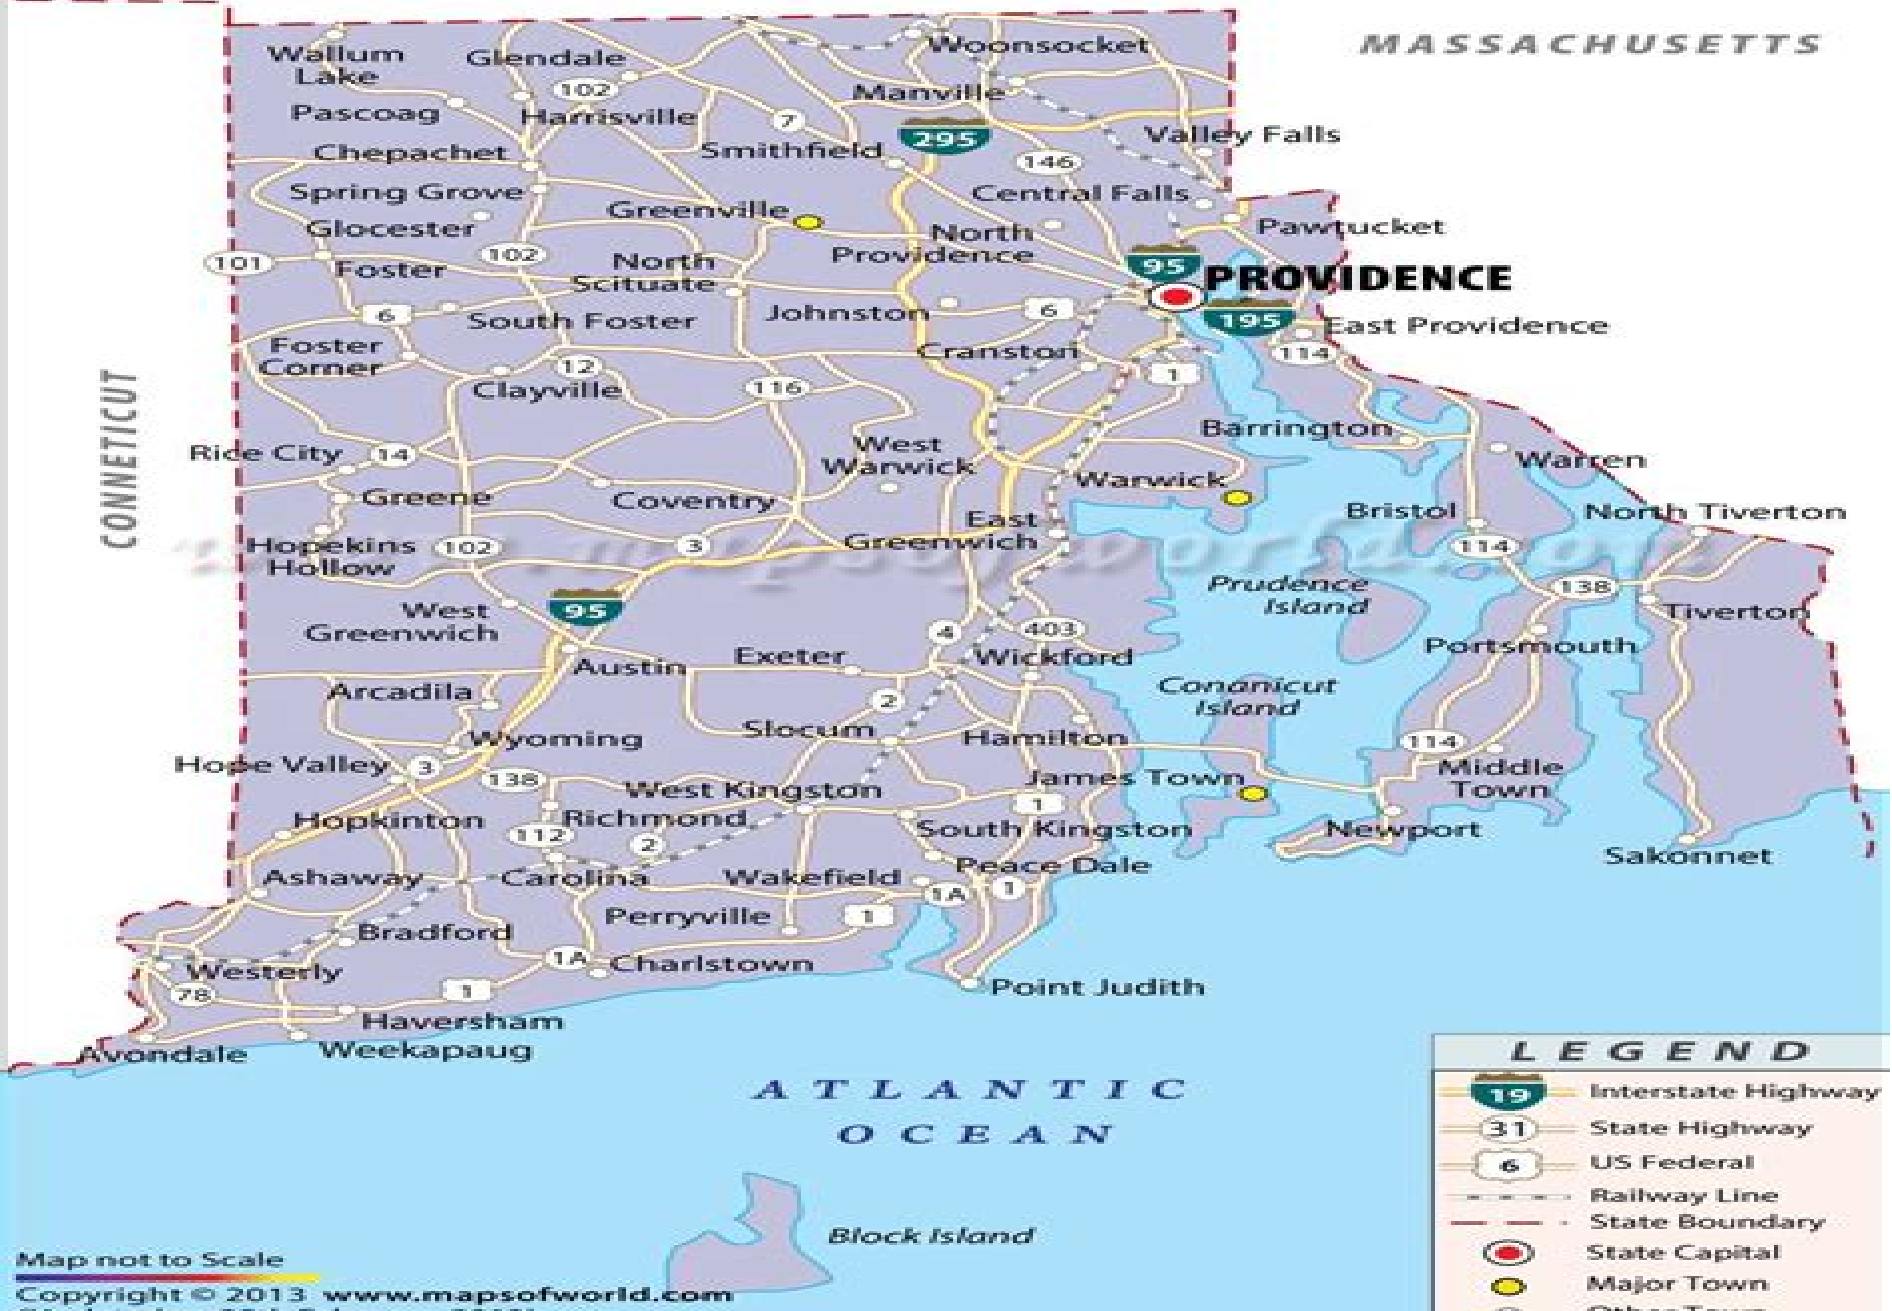 MASSACHUSETTS
Wallum
Lake
Glendale
Woonsocket
102
Manville
Pascoag
Harrisville
7
295
Valley Falls
Chepachet
Smithfield
146
Spring Grove
Central Falls
Greenville
Glocester
North
Providence
Pawtucket
101
102
Foster
North
Scituate
95
PROVIDENCE
6
South Foster
Johnston
6
195
East Providence
Foster
Corner
Cranston
114
12
1
CONNETICUT
Clayville
116
Barrington
West
Warwick
Ride City
14
Warren
Warwick
Greene
Coventry
Bristol
North Tiverton
East
Greenwich
Hopekins
Hollow
102
3
114
Prudence
Island
138
95
West
Greenwich
Tiverton
4
403
Portsmouth
Austin
Exeter
Wickford
Arcadila
2
Conanicut
Island
Slocum
Hamilton
114
Wyoming
Hope Valley
3
138
James Town
Middle
Town
West Kingston
1
Hopkinton
112
Richmond
2
South Kingston
Newport
Sakonnet
Peace Dale
Ashaway
Carolina
Wakefield
1A
1
Perryville
1
Bradford
1A
Charlstown
Westerly
78
1
Point Judith
Haversham
Avondale
Weekapaug
ATLANTIC
OCEAN
Block Island
LEGEND
19 Interstate Highway
31 State Highway
6 US Federal
Railway Line
State Boundary
State Capital
Major Town
Other Town
Map not to Scale
Copyright © 2013 www.mapsofworld.com